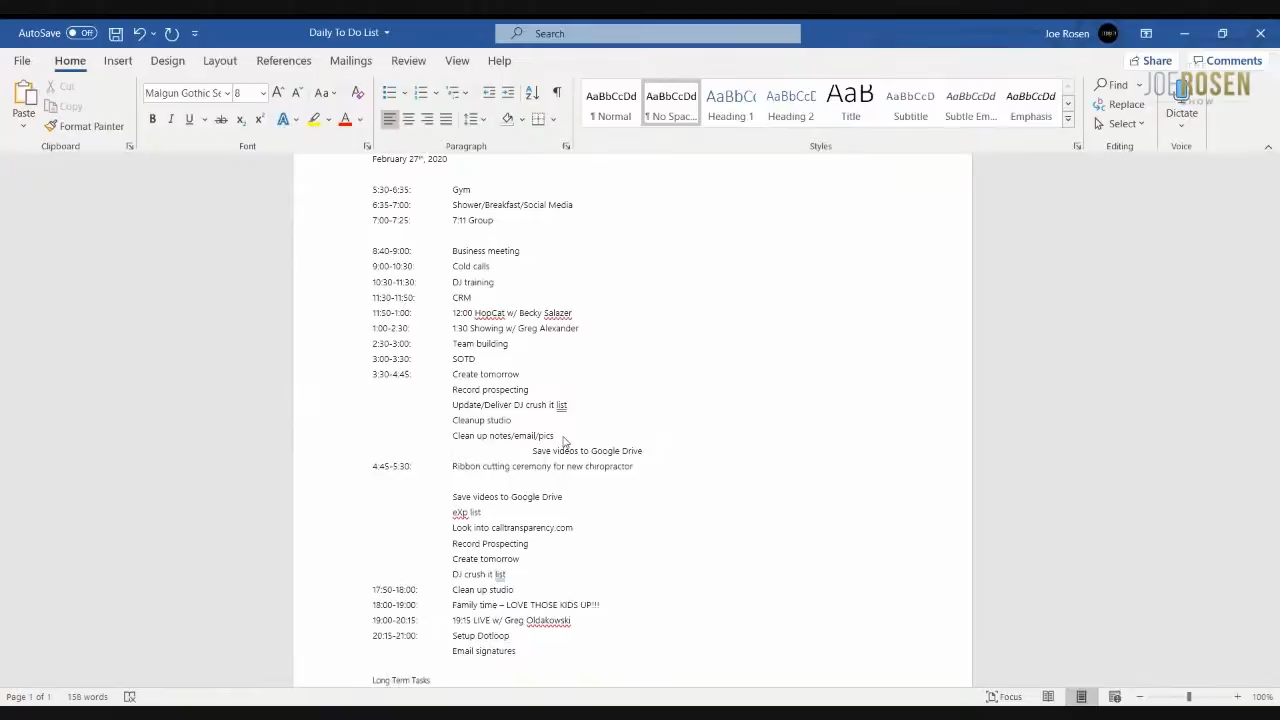 AutoSave Off
Daily To Do List
Search
Joe Rosen
File Home Insert Design Layout References Mailings Review View Help
Share Comments
THE
JOEROSEN
SHOW
Paste
Cut
Copy
Format Painter
Clipboard
Malgun Gothic Se 8
Font
Paragraph
AaBbCcDd ¶ Normal
AaBbCcDd ¶ No Spac...
AaBbCc Heading 1
AaBbCcE Heading 2
AaB Title
AaBbCcD Subtitle
AaBbCcDd Subtle Em...
AaBbCcDd Emphasis
Styles
Find
Replace
Select
Editing
Dictate
Voice
February 27th, 2020
5:30-6:35: Gym
6:35-7:00: Shower/Breakfast/Social Media
7:00-7:25: 7:11 Group
8:40-9:00: Business meeting
9:00-10:30: Cold calls
10:30-11:30: DJ training
11:30-11:50: CRM
11:50-1:00: 12:00 HopCat w/ Becky Salazer
1:00-2.30: 1:30 Showing w/ Greg Alexander
2:30-3:00: Team building
3:00-3:30: SOTD
3:30-4:45: Create tomorrow
Record prospecting
Update/Deliver DJ crush it list
Cleanup studio
Clean up notes/email/pics
Save videos to Google Drive
4:45-5:30: Ribbon cutting ceremony for new chiropractor
Save videos to Google Drive
eXp list
Look into calltransparency.com
Record Prospecting
Create tomorrow
DJ crush it list
17:50-18:00: Clean up studio
18:00-19:00: Family time – LOVE THOSE KIDS UP!!!
19:00-20:15: 19:15 LIVE w/ Greg Oldakowski
20:15-21:00: Setup Dotloop
Email signatures
Long Term Tasks
Page 1 of 1 158 words
Focus
100%